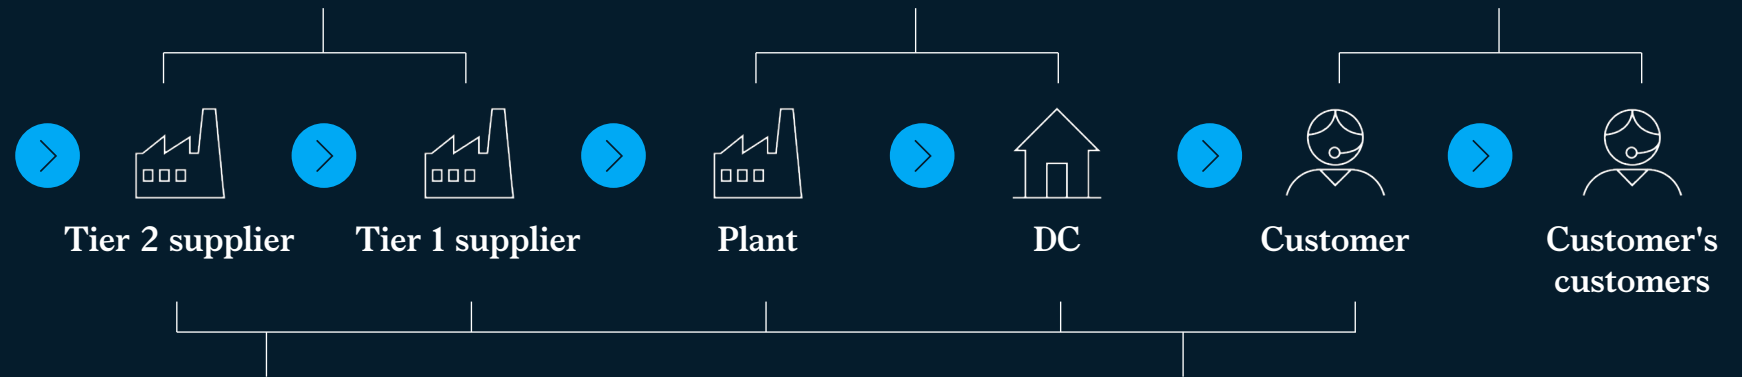 Tier 2 supplier
Tier 1 supplier
Plant
DC
Customer
Customer's
customers